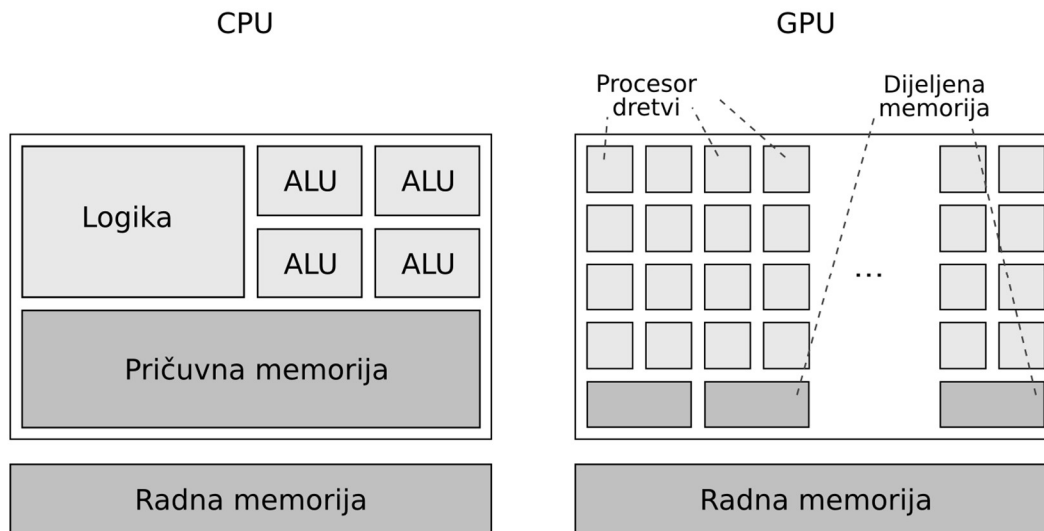 CPU
GPU
Procesor
dretvi
Dijeljena
memorija
Logika
ALU
ALU
ALU
ALU
...
Pričuvna memorija
Radna memorija
Radna memorija